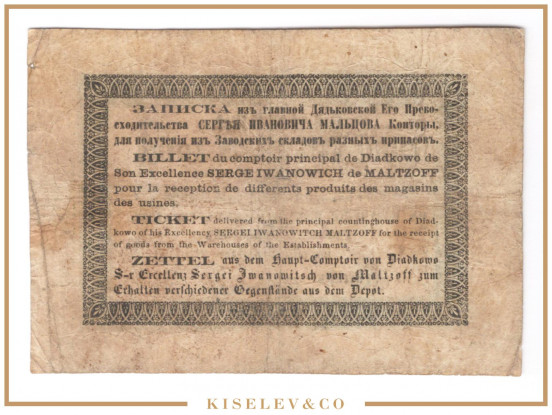 ЗАПИСКА изъ главной Дядьковской Его Прево-
сходительства СЕРГѢЯ ИВАНОВИЧА МАЛЬЦОВА Конторы,
для полученія изъ Заводскихъ складовъ разныхъ припасовъ.
BILLET du comptoir principal de Diadkowo de
Son Excellence SERGE IWANOWICH de MALTZOFF
pour la reception de differents produits des magasins
des usines.
TICKET delivered from the principal countinghouse of Diad-
kowo of his Excellency SERGEI IWANOWITCH MALTZOFF for the receipt
of goods from the Warehouses of the Establishments.
ZETTEL aus dem Haupt-Comptoir von Diadkowo
S-r Excellenz Sergei Iwanowitsch von Maltzoff zum
Erhalten verschiedener Gegenstände aus dem Depot.
KISELEV&CO